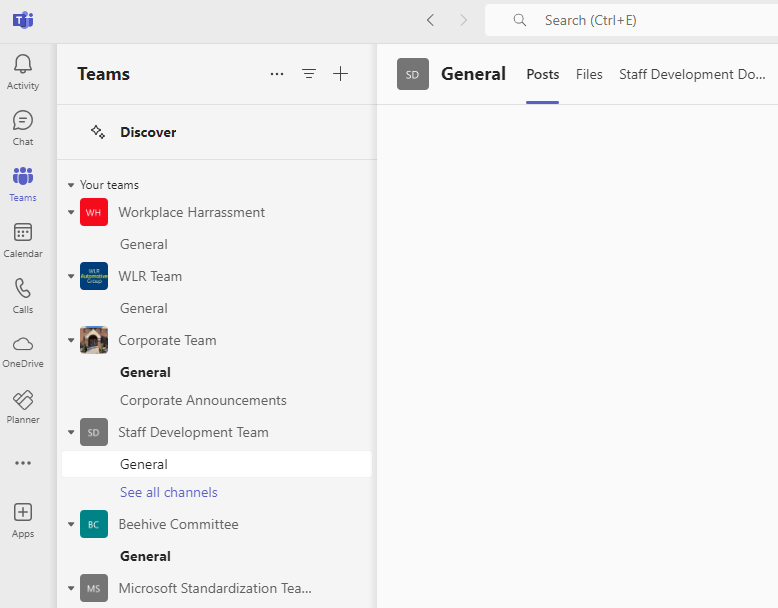 Search (Ctrl+E)
Activity
Chat
Teams
Calendar
Calls
OneDrive
Planner
Apps
Teams
Discover
Your teams
WH Workplace Harrassment
General
WLR Automotive Group WLR Team
General
Corporate Team
General
Corporate Announcements
SD Staff Development Team
General
See all channels
BC Beehive Committee
General
MS Microsoft Standardization Tea...
SD General Posts Files Staff Development Do...